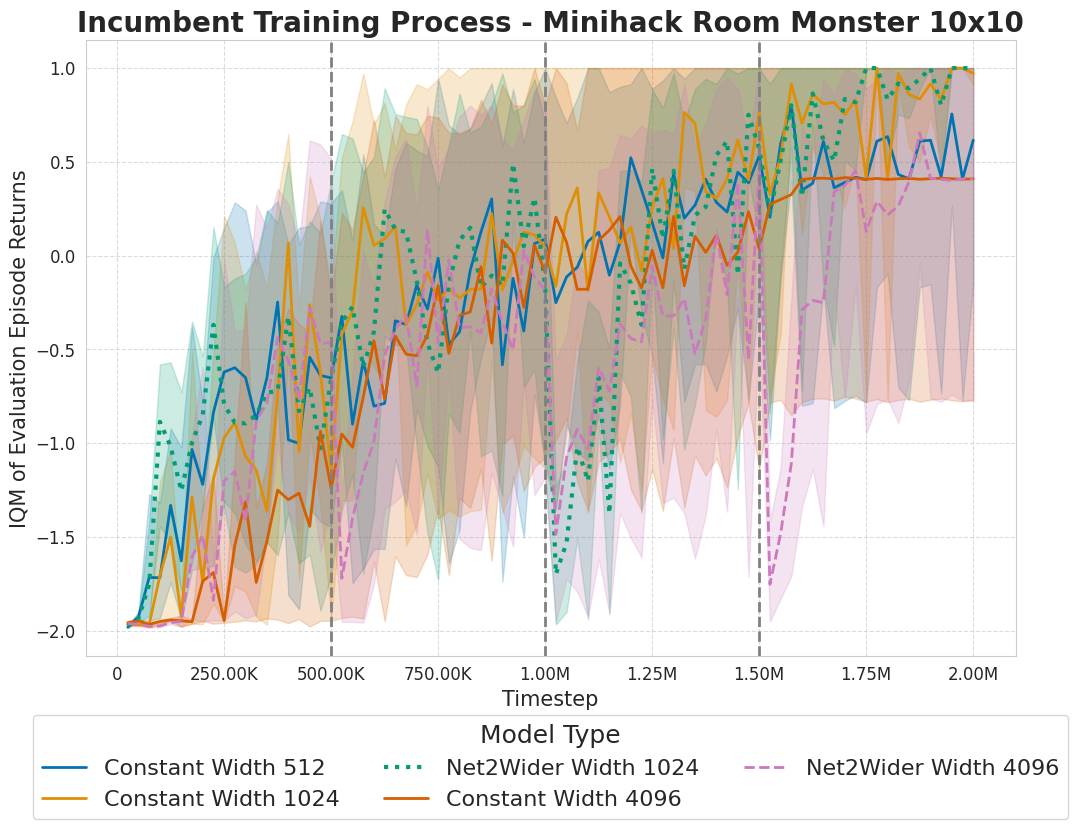 Incumbent Training Process - Minihack Room Monster 10x10
IQM of Evaluation Episode Returns
1.0
0.5
0.0
−0.5
−1.0
−1.5
−2.0
0 250.00K 500.00K 750.00K 1.00M 1.25M 1.50M 1.75M 2.00M
Timestep
Model Type
Constant Width 512 Net2Wider Width 1024 Net2Wider Width 4096
Constant Width 1024 Constant Width 4096